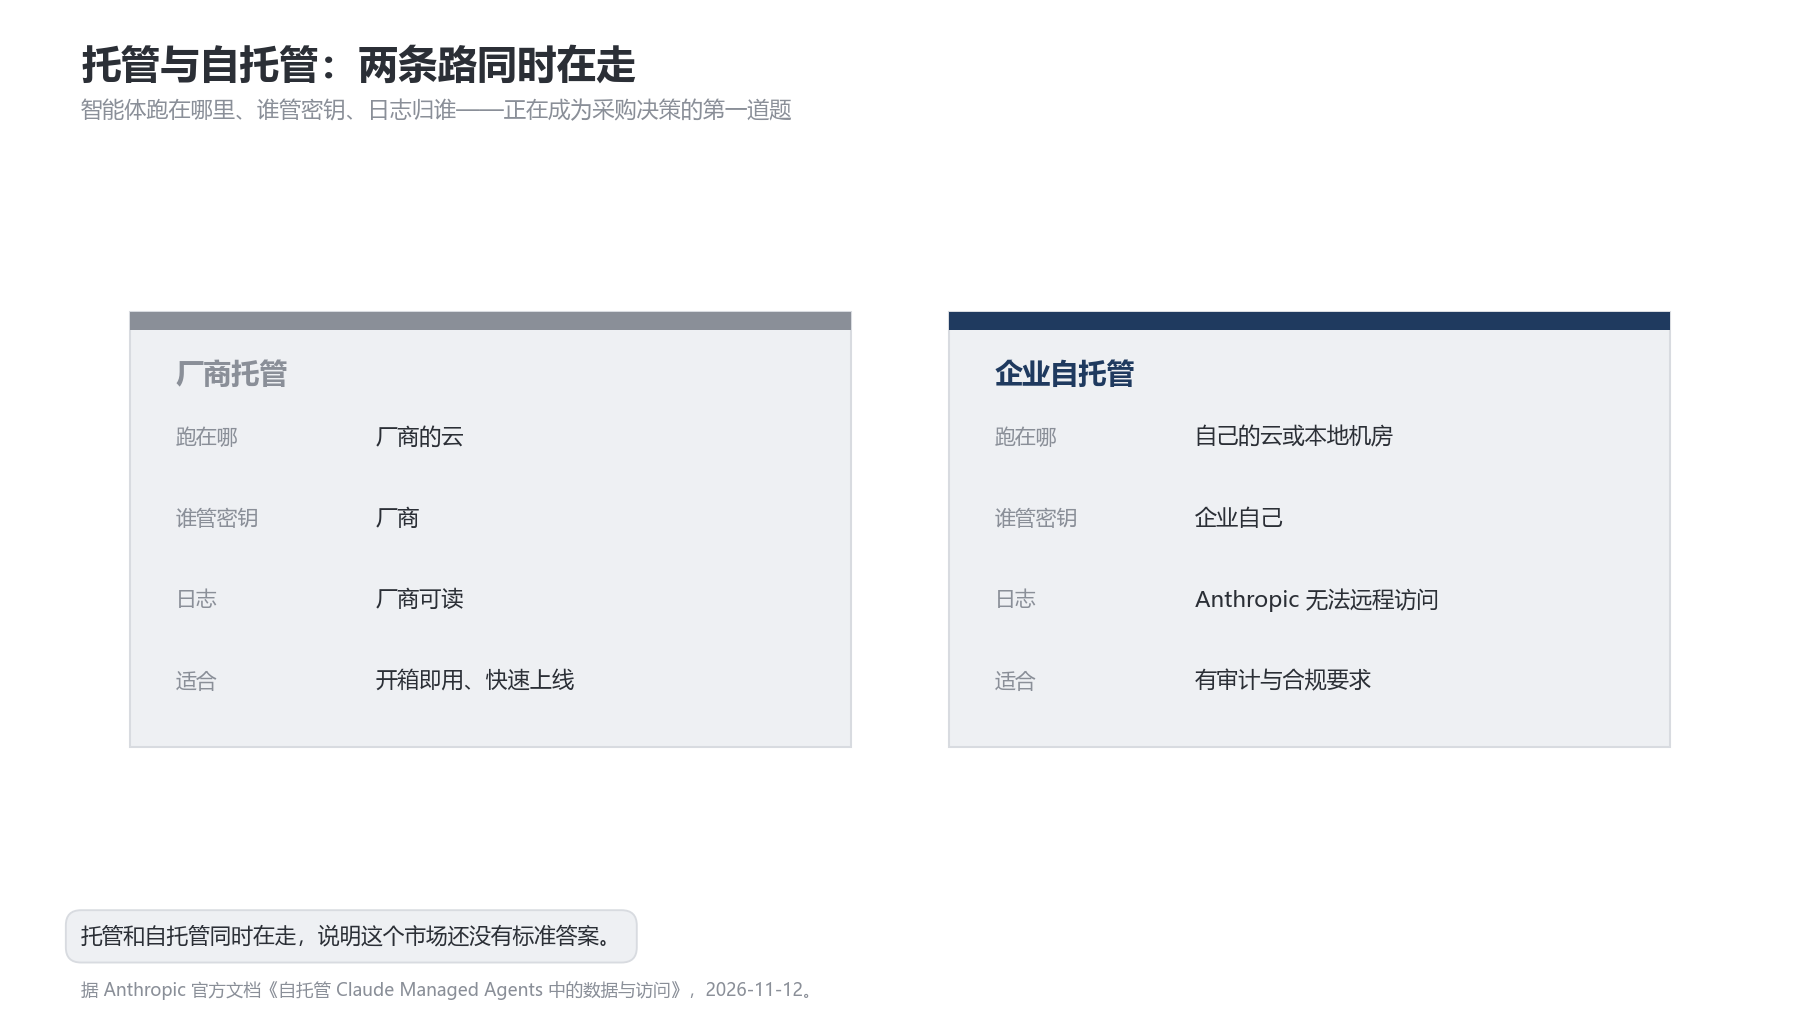 托管与自托管：两条路同时在走
智能体跑在哪里、谁管密钥、日志归谁——正在成为采购决策的第一道题
厂商托管
跑在哪 厂商的云
谁管密钥 厂商
日志 厂商可读
适合 开箱即用、快速上线
企业自托管
跑在哪 自己的云或本地机房
谁管密钥 企业自己
日志 Anthropic 无法远程访问
适合 有审计与合规要求
托管和自托管同时在走，说明这个市场还没有标准答案。
据 Anthropic 官方文档《自托管 Claude Managed Agents 中的数据与访问》，2026-11-12。